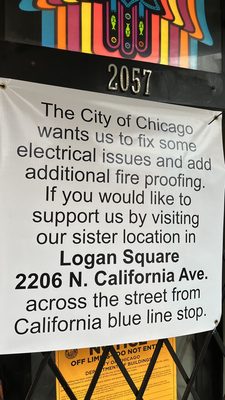 2057
The City of Chicago
wants us to fix some
electrical issues and add
additional fire proofing.
If you would like to
support us by visiting
our sister location in
Logan Square
2206 N. California Ave.
across the street from
California blue line stop.
NOTICE
OFF LIMITS DO NOT ENTER
CITY OF CHICAGO
DEPARTMENT OF BUILDINGS